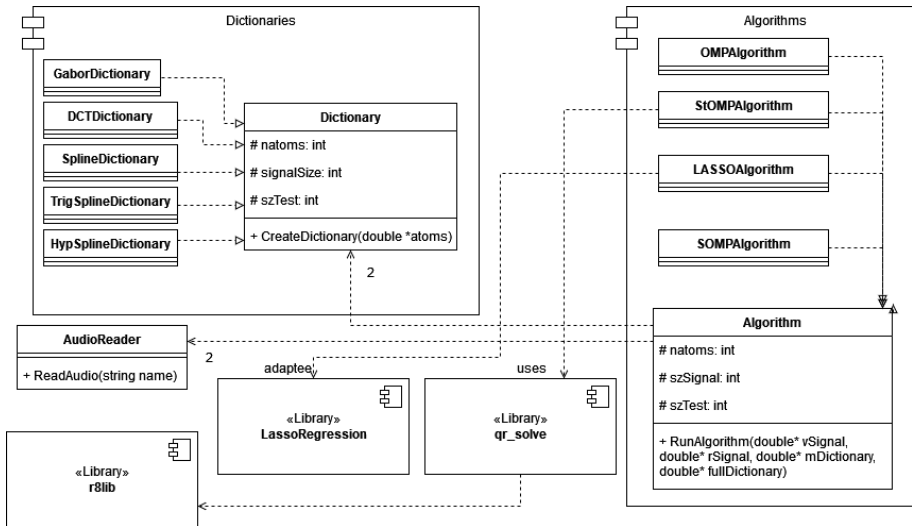 Dictionaries
GaborDictionary
DCTDictionary
SplineDictionary
TrigSplineDictionary
HypSplineDictionary
Dictionary
# natoms: int
# signalSize: int
# szTest: int
+ CreateDictionary(double *atoms)
2
Algorithms
OMPAlgorithm
StOMPAlgorithm
LASSOAlgorithm
SOMPAlgorithm
Algorithm
# natoms: int
# szSignal: int
# szTest: int
+ RunAlgorithm(double* vSignal,
double* rSignal, double* mDictionary,
double* fullDictionary)
AudioReader
+ ReadAudio(string name)
2
adaptee
uses
«Library»
LassoRegression
«Library»
qr_solve
«Library»
r8lib